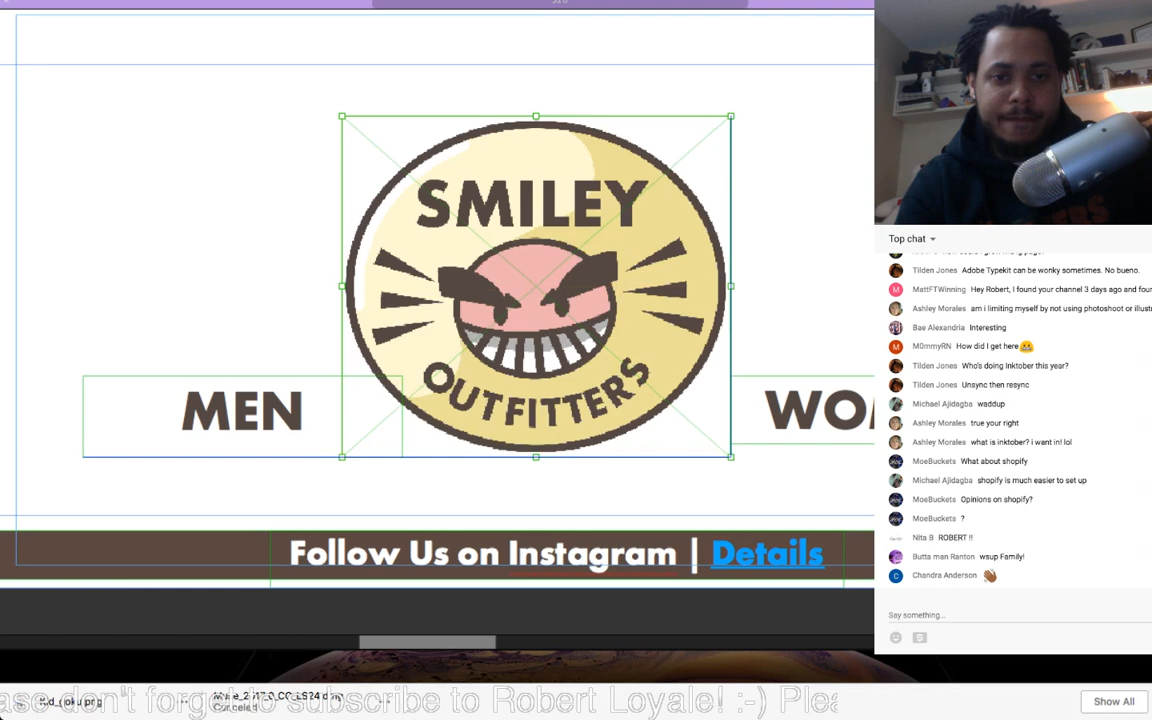 Top chat
Tilden Jones Adobe Typekit can be wonky sometimes. No bueno.
M MattFTWinning Hey Robert, I found your channel 3 days ago and
Ashley Morales am i limiting myself by not using photoshoot or
Bae Alexandria Interesting
M M0mmyRN How did I get here
Tilden Jones Who's doing Inktober this year?
Tilden Jones Unsync then resync
Michael Ajidagba waddup
Ashley Morales true your right
Ashley Morales what is inktober? i want in! lol
MoeBuckets What about shopify
Michael Ajidagba shopify is much easier to set up
MoeBuckets Opinions on shopify?
MoeBuckets ?
Nita B ROBERT !!
Butta man Ranton wsup Family!
C Chandra Anderson
Say something...
SMILEY
OUTFITTERS
MEN
Follow Us on Instagram | Details
don't forget to subscribe to Robert Loyale! :-)
Canceled
Show All